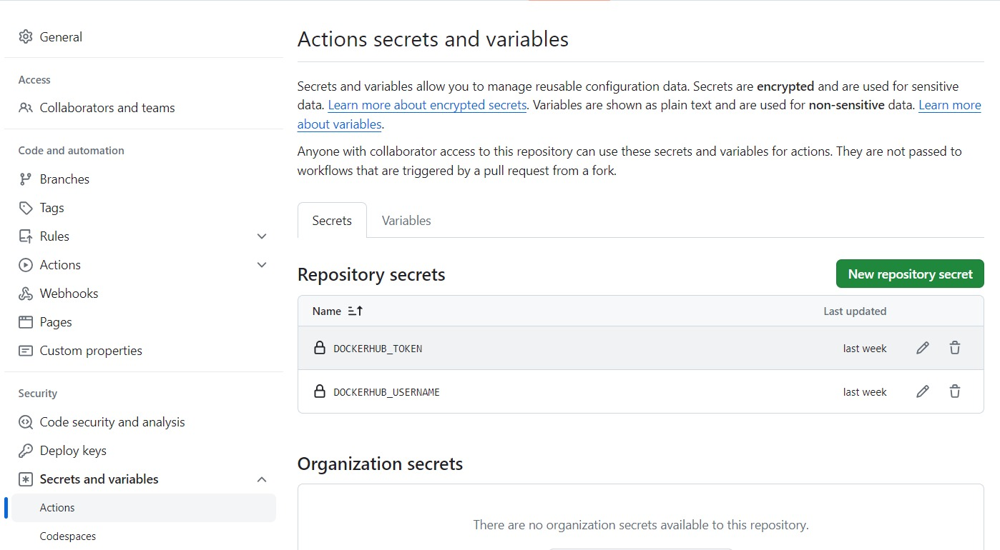 General
Access
Collaborators and teams
Code and automation
Branches
Tags
Rules
Actions
Webhooks
Pages
Custom properties
Security
Code security and analysis
Deploy keys
Secrets and variables
Actions
Codespaces
Actions secrets and variables
Secrets and variables allow you to manage reusable configuration data. Secrets are encrypted and are used for sensitive
data. Learn more about encrypted secrets. Variables are shown as plain text and are used for non-sensitive data. Learn more
about variables.
Anyone with collaborator access to this repository can use these secrets and variables for actions. They are not passed to
workflows that are triggered by a pull request from a fork.
Secrets Variables
Repository secrets New repository secret
Name Last updated
DOCKERHUB_TOKEN last week
DOCKERHUB_USERNAME last week
Organization secrets
There are no organization secrets available to this repository.